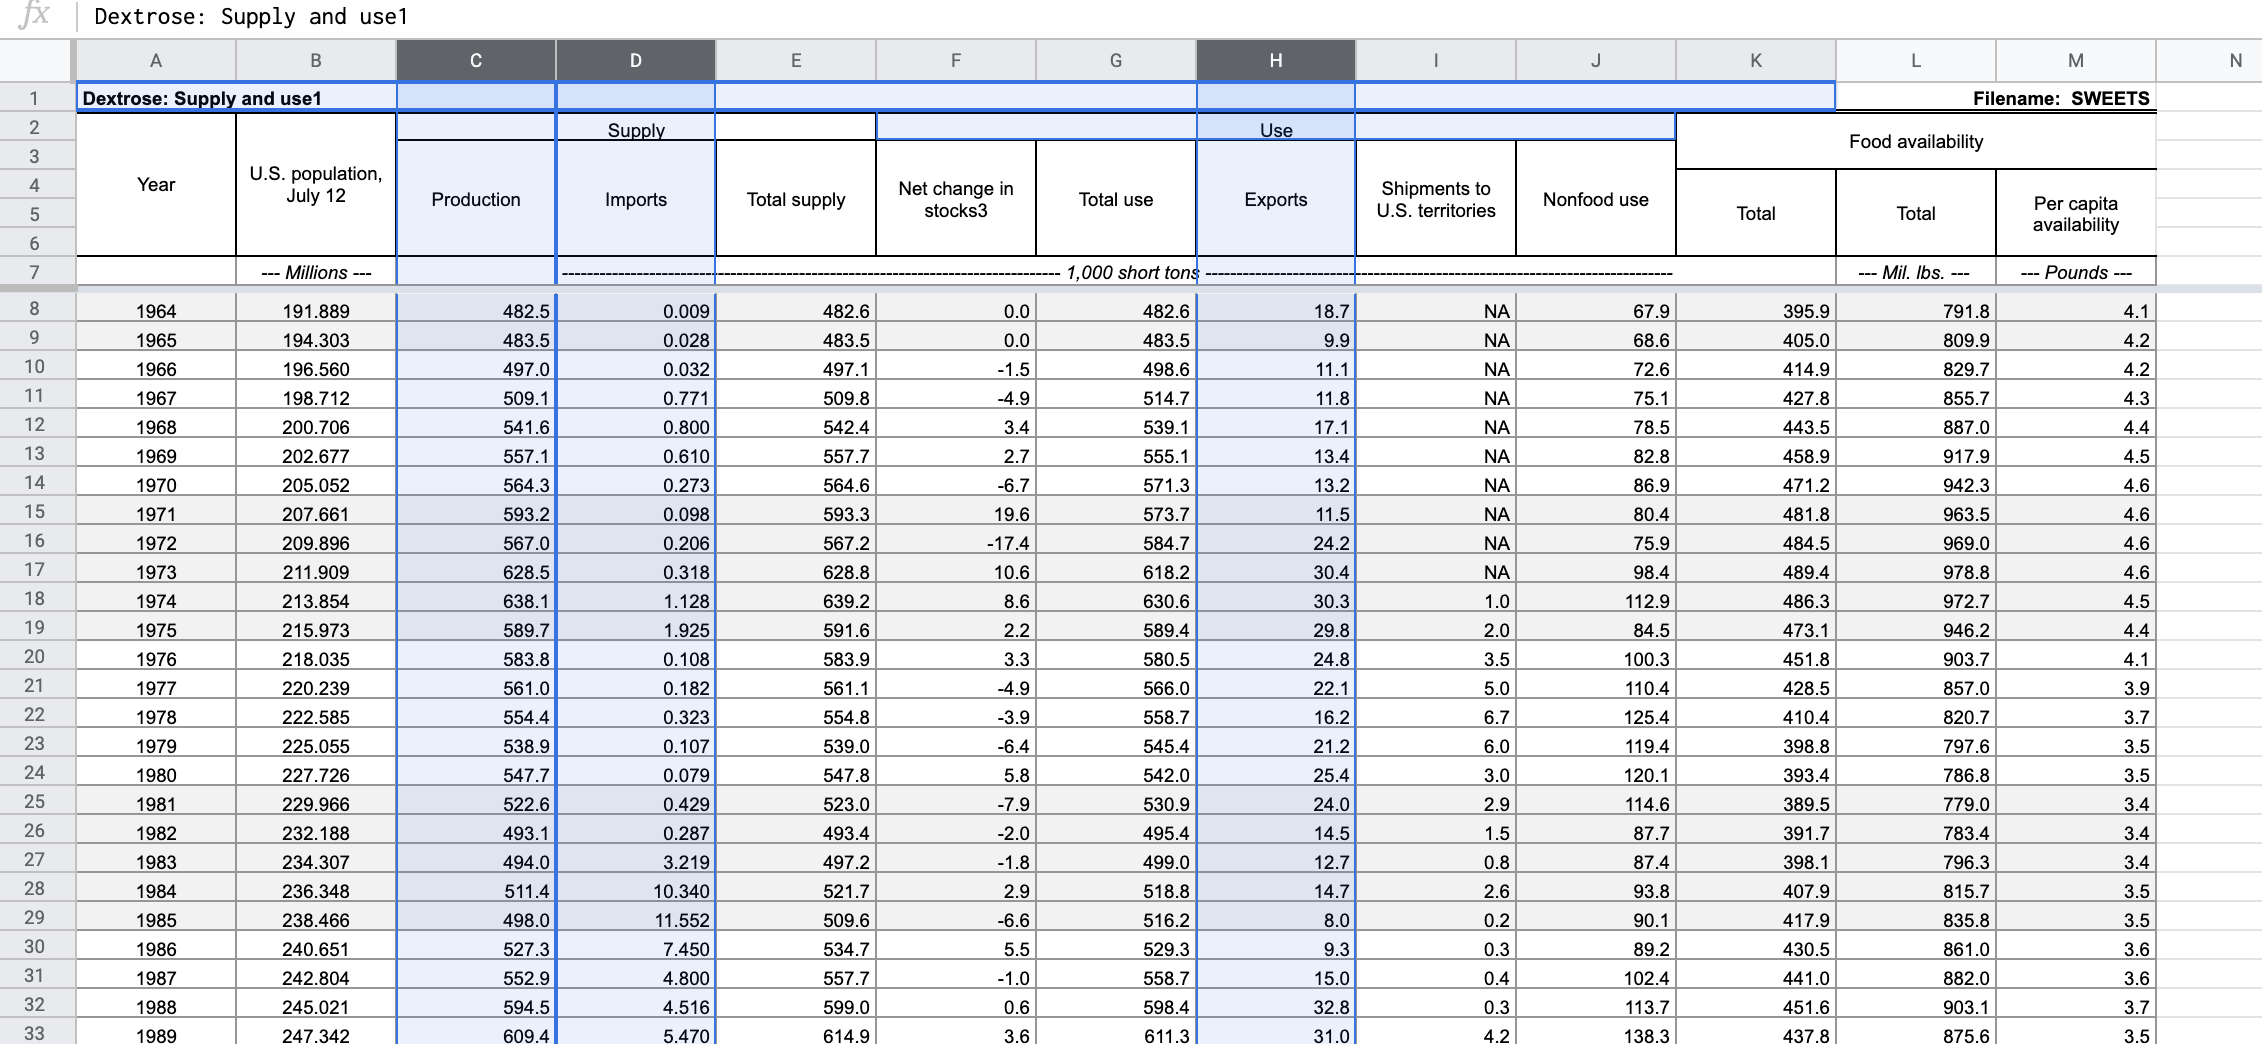 fx Dextrose: Supply and use1
A B C D E F G H I J K L M N
1 Dextrose: Supply and use1 Filename: SWEETS
2 Supply Use
Food availability
3
U.S. population,
July 12
4 Year Production Imports Total supply Net change in
stocks3 Total use Exports Shipments to
U.S. territories Nonfood use
5 Total Total Per capita
availability
6
7 --- Millions --- 1,000 short tons --- Mil. lbs. --- --- Pounds ---
8 1964 191.889 482.5 0.009 482.6 0.0 482.6 18.7 NA 67.9 395.9 791.8 4.1
9 1965 194.303 483.5 0.028 483.5 0.0 483.5 9.9 NA 68.6 405.0 809.9 4.2
10 1966 196.560 497.0 0.032 497.1 -1.5 498.6 11.1 NA 72.6 414.9 829.7 4.2
11 1967 198.712 509.1 0.771 509.8 -4.9 514.7 11.8 NA 75.1 427.8 855.7 4.3
12 1968 200.706 541.6 0.800 542.4 3.4 539.1 17.1 NA 78.5 443.5 887.0 4.4
13 1969 202.677 557.1 0.610 557.7 2.7 555.1 13.4 NA 82.8 458.9 917.9 4.5
14 1970 205.052 564.3 0.273 564.6 -6.7 571.3 13.2 NA 86.9 471.2 942.3 4.6
15 1971 207.661 593.2 0.098 593.3 19.6 573.7 11.5 NA 80.4 481.8 963.5 4.6
16 1972 209.896 567.0 0.206 567.2 -17.4 584.7 24.2 NA 75.9 484.5 969.0 4.6
17 1973 211.909 628.5 0.318 628.8 10.6 618.2 30.4 NA 98.4 489.4 978.8 4.6
18 1974 213.854 638.1 1.128 639.2 8.6 630.6 30.3 1.0 112.9 486.3 972.7 4.5
19 1975 215.973 589.7 1.925 591.6 2.2 589.4 29.8 2.0 84.5 473.1 946.2 4.4
20 1976 218.035 583.8 0.108 583.9 3.3 580.5 24.8 3.5 100.3 451.8 903.7 4.1
21 1977 220.239 561.0 0.182 561.1 -4.9 566.0 22.1 5.0 110.4 428.5 857.0 3.9
22 1978 222.585 554.4 0.323 554.8 -3.9 558.7 16.2 6.7 125.4 410.4 820.7 3.7
23 1979 225.055 538.9 0.107 539.0 -6.4 545.4 21.2 6.0 119.4 398.8 797.6 3.5
24 1980 227.726 547.7 0.079 547.8 5.8 542.0 25.4 3.0 120.1 393.4 786.8 3.5
25 1981 229.966 522.6 0.429 523.0 -7.9 530.9 24.0 2.9 114.6 389.5 779.0 3.4
26 1982 232.188 493.1 0.287 493.4 -2.0 495.4 14.5 1.5 87.7 391.7 783.4 3.4
27 1983 234.307 494.0 3.219 497.2 -1.8 499.0 12.7 0.8 87.4 398.1 796.3 3.4
28 1984 236.348 511.4 10.340 521.7 2.9 518.8 14.7 2.6 93.8 407.9 815.7 3.5
29 1985 238.466 498.0 11.552 509.6 -6.6 516.2 8.0 0.2 90.1 417.9 835.8 3.5
30 1986 240.651 527.3 7.450 534.7 5.5 529.3 9.3 0.3 89.2 430.5 861.0 3.6
31 1987 242.804 552.9 4.800 557.7 -1.0 558.7 15.0 0.4 102.4 441.0 882.0 3.6
32 1988 245.021 594.5 4.516 599.0 0.6 598.4 32.8 0.3 113.7 451.6 903.1 3.7
33 1989 247.342 609.4 5.470 614.9 3.6 611.3 31.0 4.2 138.3 437.8 875.6 3.5